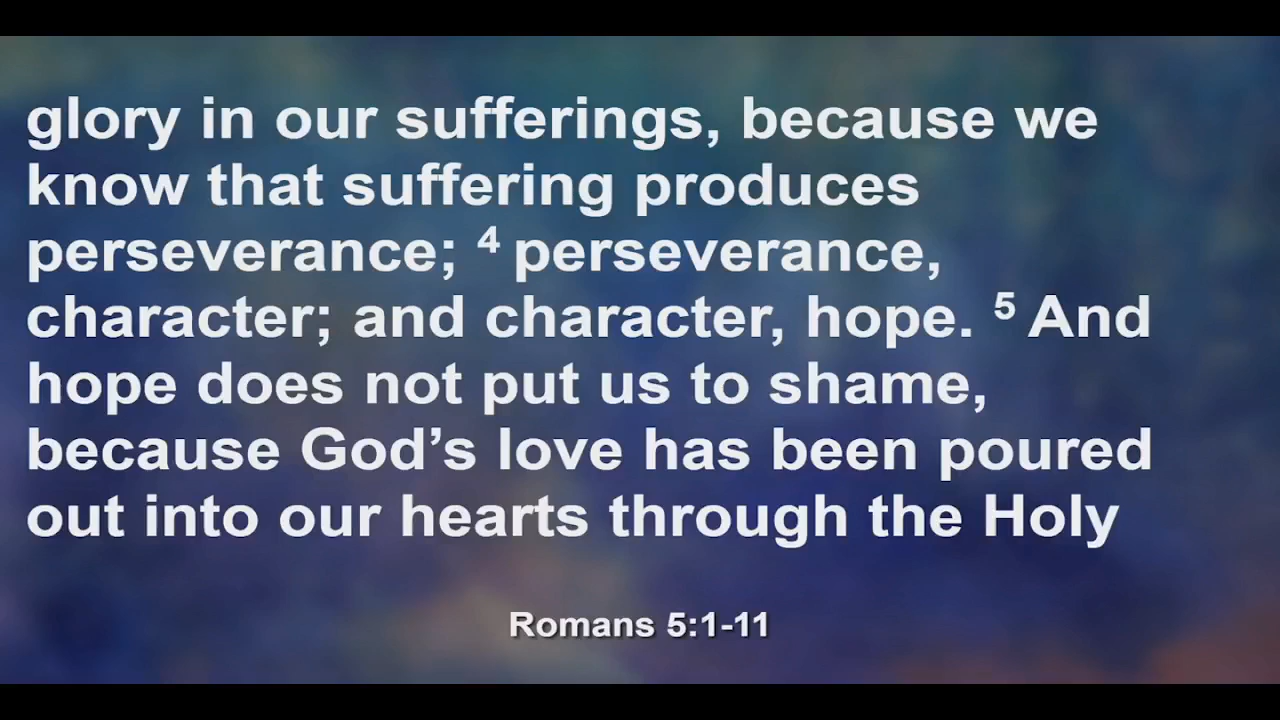 glory in our sufferings, because we
know that suffering produces
perseverance; ⁴ perseverance,
character; and character, hope. ⁵ And
hope does not put us to shame,
because God’s love has been poured
out into our hearts through the Holy
Romans 5:1-11